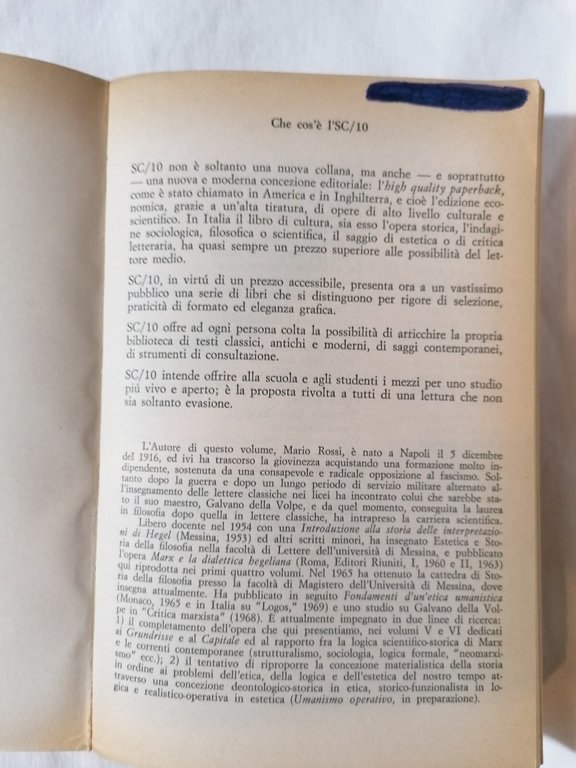 Che cos'è l'SC/10
SC/10 non è soltanto una nuova collana, ma anche — e soprattutto
— una nuova e moderna concezione editoriale: l'high quality paperback,
come è stato chiamato in America e in Inghilterra, e cioè l'edizione eco-
nomica, grazie a un'alta tiratura, di opere di alto livello culturale e
scientifico. In Italia il libro di cultura, sia esso l'opera storica, l'indagi-
ne sociologica, filosofica o scientifica, il saggio di estetica o di critica
letteraria, ha quasi sempre un prezzo superiore alle possibilità del let-
tore medio.
SC/10, in virtú di un prezzo accessibile, presenta ora a un vastissimo
pubblico una serie di libri che si distinguono per rigore di selezione,
praticità di formato ed eleganza grafica.
SC/10 offre ad ogni persona colta la possibilità di articchire la propria
biblioteca di testi classici, antichi e moderni, di saggi contemporanei,
di strumenti di consultazione.
SC/10 intende offrire alla scuola e agli studenti i mezzi per uno studio
piú vivo e aperto; è la proposta rivolta a tutti di una lettura che non
sia soltanto evasione.
L'Autore di questo volume, Mario Rossi, è nato a Napoli il 5 dicembre
del 1916, ed ivi ha trascorso la giovinezza acquistando una formazione molto in-
dipendente, sostenuta da una consapevole e radicale opposizione al fascismo. Sol-
tanto dopo la guerra e dopo un lungo periodo di servizio militare alternato al-
l'insegnamento delle lettere classiche nei licei ha incontrato colui che sarebbe sta-
to il suo maestro, Galvano della Volpe, e da quel momento, conseguita la laurea
in filosofia dopo quella in lettere classiche, ha intrapreso la carriera scientifica.
Libero docente nel 1954 con una Introduzione alla storia delle interpretazio-
ni di Hegel (Messina, 1953) ed altri scritti minori, ha insegnato Estetica e Sto-
ria della filosofia nella facoltà di Lettere dell'università di Messina, e pubblicato
l'opera Marx e la dialettica hegeliana (Roma, Editori Riuniti, I, 1960 e II, 1963)
qui riprodotta nei primi quattro volumi. Nel 1965 ha ottenuto la cattedra di Sto-
ria della filosofia presso la facoltà di Magistero dell'Università di Messina, dove
insegna attualmente. Ha pubblicato in seguito Fondamenti d'un'etica umanistica
(Monaco, 1965 e in Italia su "Logos," 1969) e uno studio su Galvano della Vol-
pe in "Critica marxista" (1968). È attualmente impegnato in due linee di ricerca:
1) il completamento dell'opera che qui presentiamo, nei volumi V e VI dedicati
ai Grundrisse e al Capitale ed al rapporto fra la logica scientifico-storica di Marx
e le correnti contemporanee (strutturalismo, sociologia, logica formale, "neomarxi-
smo" ecc.); 2) il tentativo di riproporre la concezione materialistica della storia
in ordine ai problemi dell'etica, della logica e dell'estetica del nostro tempo at-
traverso una concezione deontologico-storica in etica, storico-funzionalista in lo-
gica e realistico-operativa in estetica (Umanismo operativo, in preparazione).